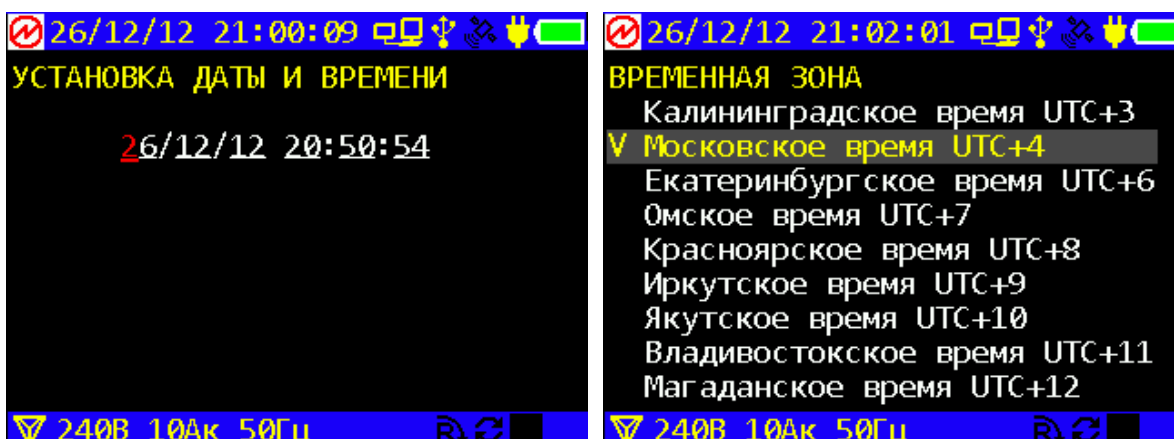 26/12/12 21:00:09
УСТАНОВКА ДАТЫ И ВРЕМЕНИ
26/12/12 20:50:54
240В 10Ак 50Гц
26/12/12 21:02:01
ВРЕМЕННАЯ ЗОНА
Калининградское время UTC+3
V Московское время UTC+4
Екатеринбургское время UTC+6
Омское время UTC+7
Красноярское время UTC+8
Иркутское время UTC+9
Якутское время UTC+10
Владивостокское время UTC+11
Магаданское время UTC+12
240В 10Ак 50Гц